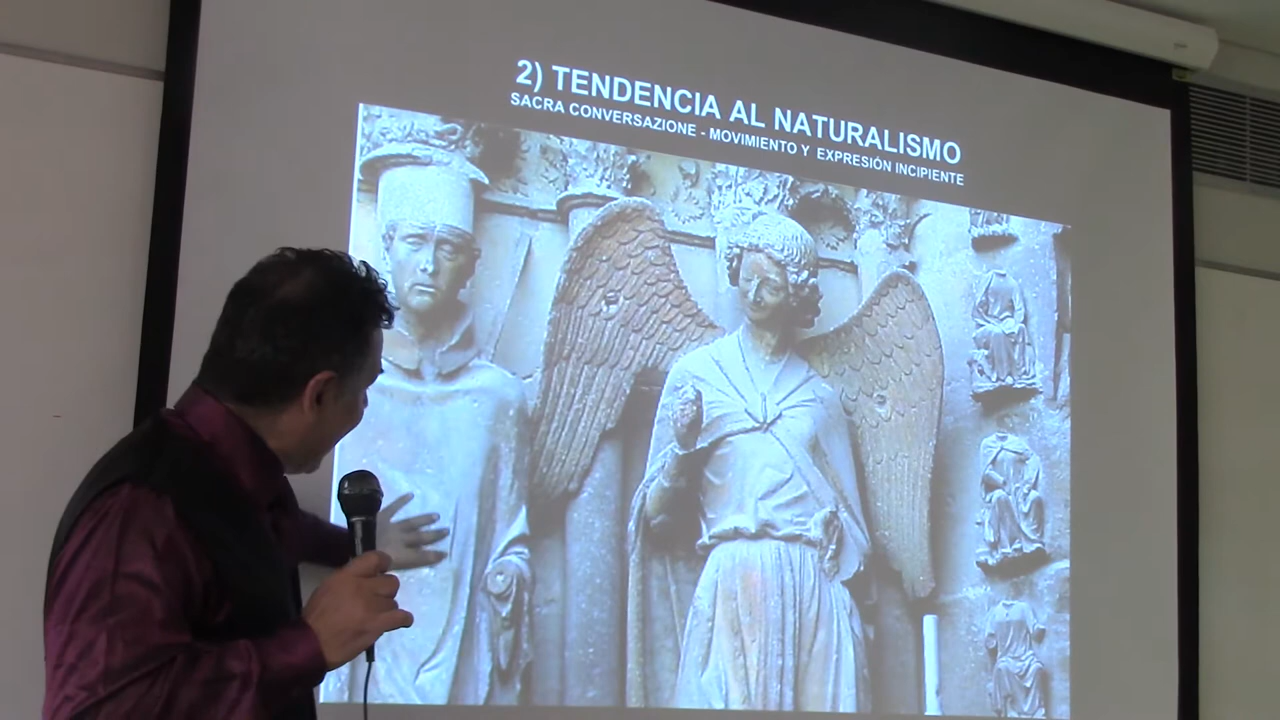 2) TENDENCIA AL NATURALISMO
SACRA CONVERSAZIONE - MOVIMIENTO Y EXPRESIÓN INCIPIENTE